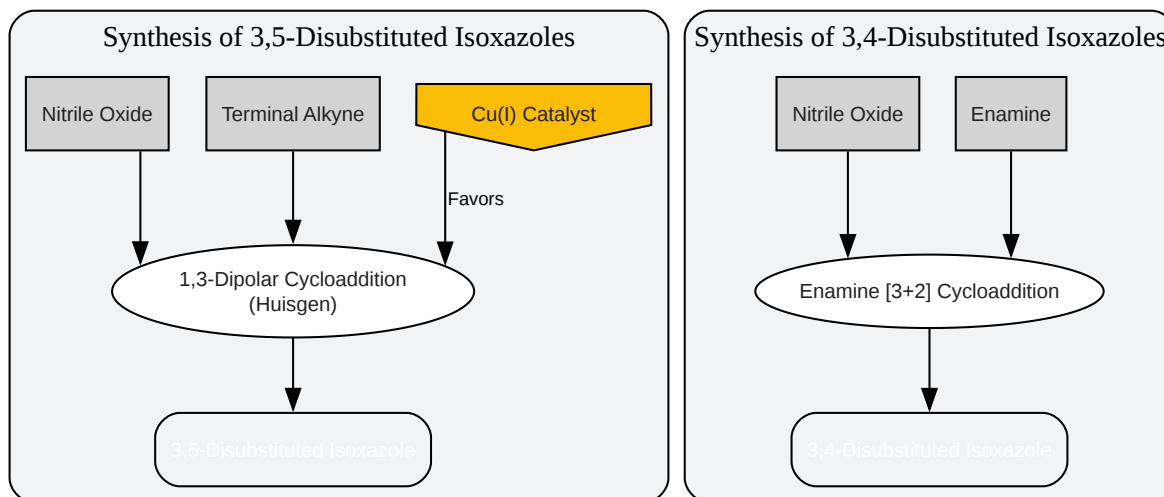 Synthesis of 3,5-Disubstituted Isoxazoles
Nitrile Oxide
Terminal Alkyne
Cu(I) Catalyst
Favors
1,3-Dipolar Cycloaddition
(Huisgen)
3,5-Disubstituted Isoxazole
Synthesis of 3,4-Disubstituted Isoxazoles
Nitrile Oxide
Enamine
Enamine [3+2] Cycloaddition
3,4-Disubstituted Isoxazole